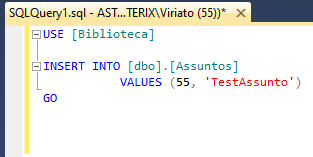 SQLQuery1.sql - AST...TERIX\Viriato (55))*
USE [Biblioteca]
INSERT INTO [dbo].[Assuntos]
VALUES (55, 'TestAssunto')
GO